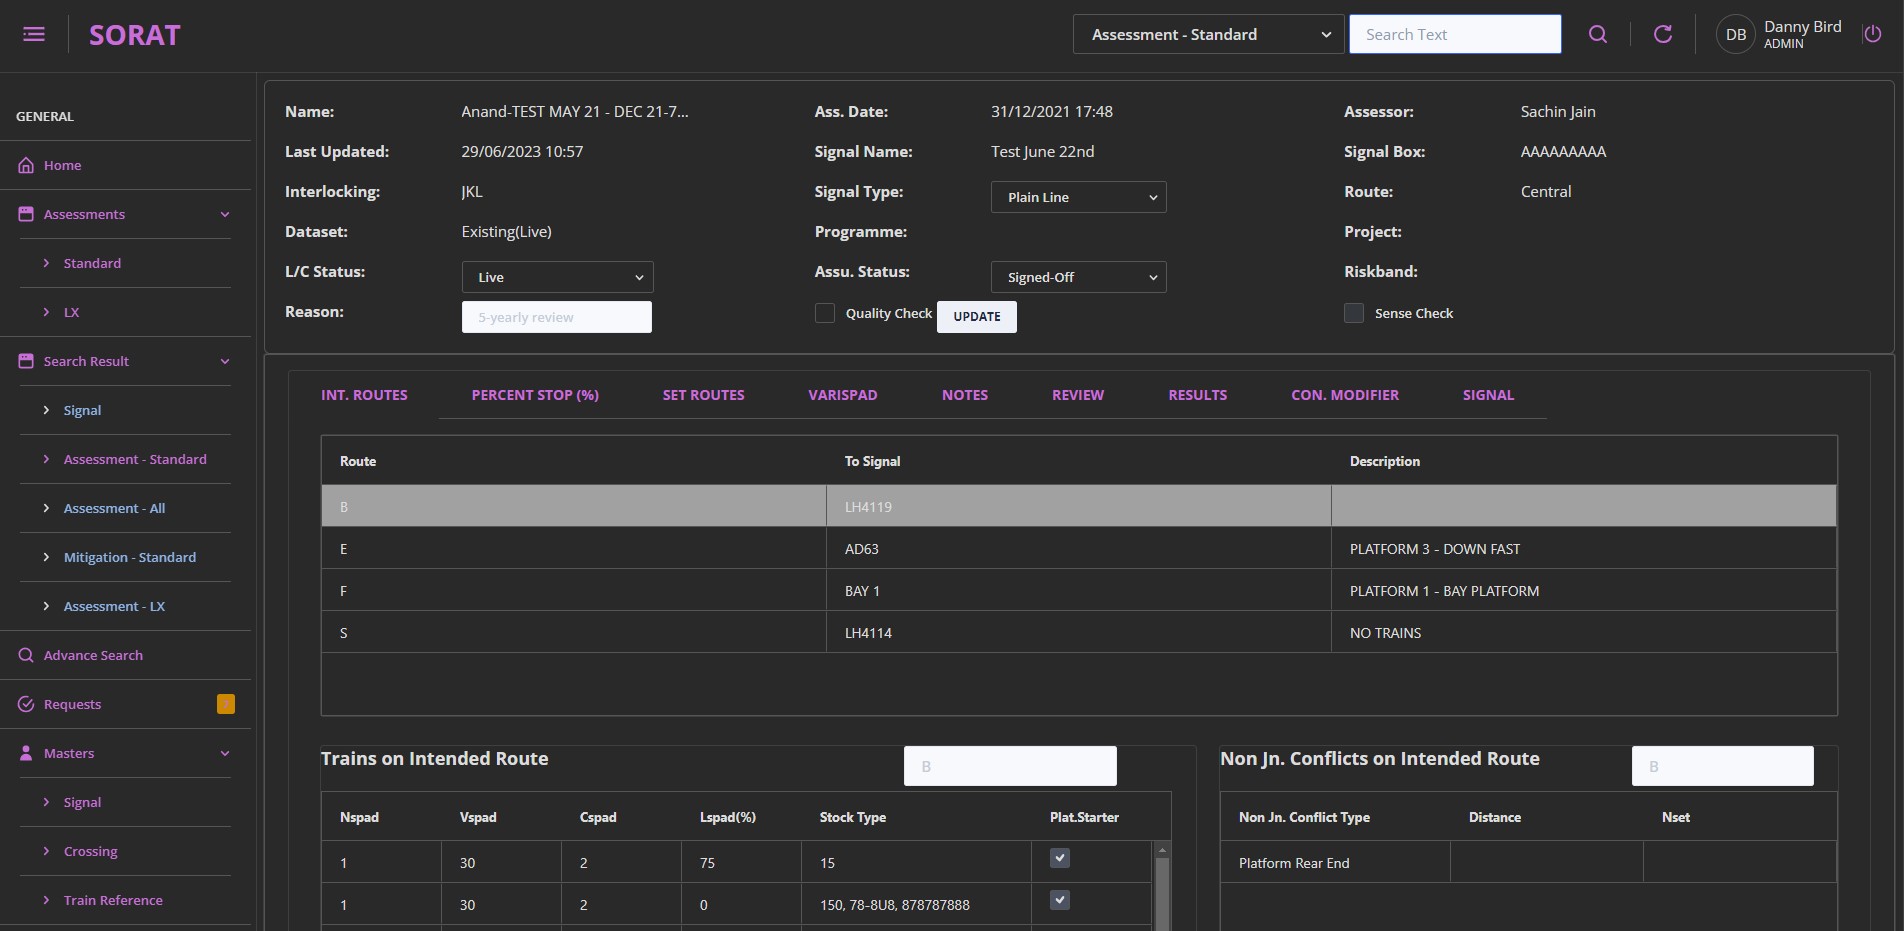 SORAT
Assessment - Standard
Search Text
DB
Danny Bird
ADMIN
GENERAL
Home
Assessments
Standard
LX
Search Result
Signal
Assessment - Standard
Assessment - All
Mitigation - Standard
Assessment - LX
Advance Search
Requests
Masters
Signal
Crossing
Train Reference
Name: Anand-TEST MAY 21 - DEC 21-7... Ass. Date: 31/12/2021 17:48 Assessor: Sachin Jain
Last Updated: 29/06/2023 10:57 Signal Name: Test June 22nd Signal Box: AAAAAAAAA
Interlocking: JKL Signal Type: Plain Line Route: Central
Dataset: Existing(Live) Programme: Project:
L/C Status: Live Assu. Status: Signed-Off Riskband:
Reason: 5-yearly review Quality Check UPDATE Sense Check
INT. ROUTES PERCENT STOP (%) SET ROUTES VARISPAD NOTES REVIEW RESULTS CON. MODIFIER SIGNAL
Route To Signal Description
B LH4119
E AD63 PLATFORM 3 - DOWN FAST
F BAY 1 PLATFORM 1 - BAY PLATFORM
S LH4114 NO TRAINS
Trains on Intended Route B
Nspad Vspad Cspad Lspad(%) Stock Type Plat.Starter
1 30 2 75 15
1 30 2 0 150, 78-8U8, 878787888
Non Jn. Conflicts on Intended Route B
Non Jn. Conflict Type Distance Nset
Platform Rear End